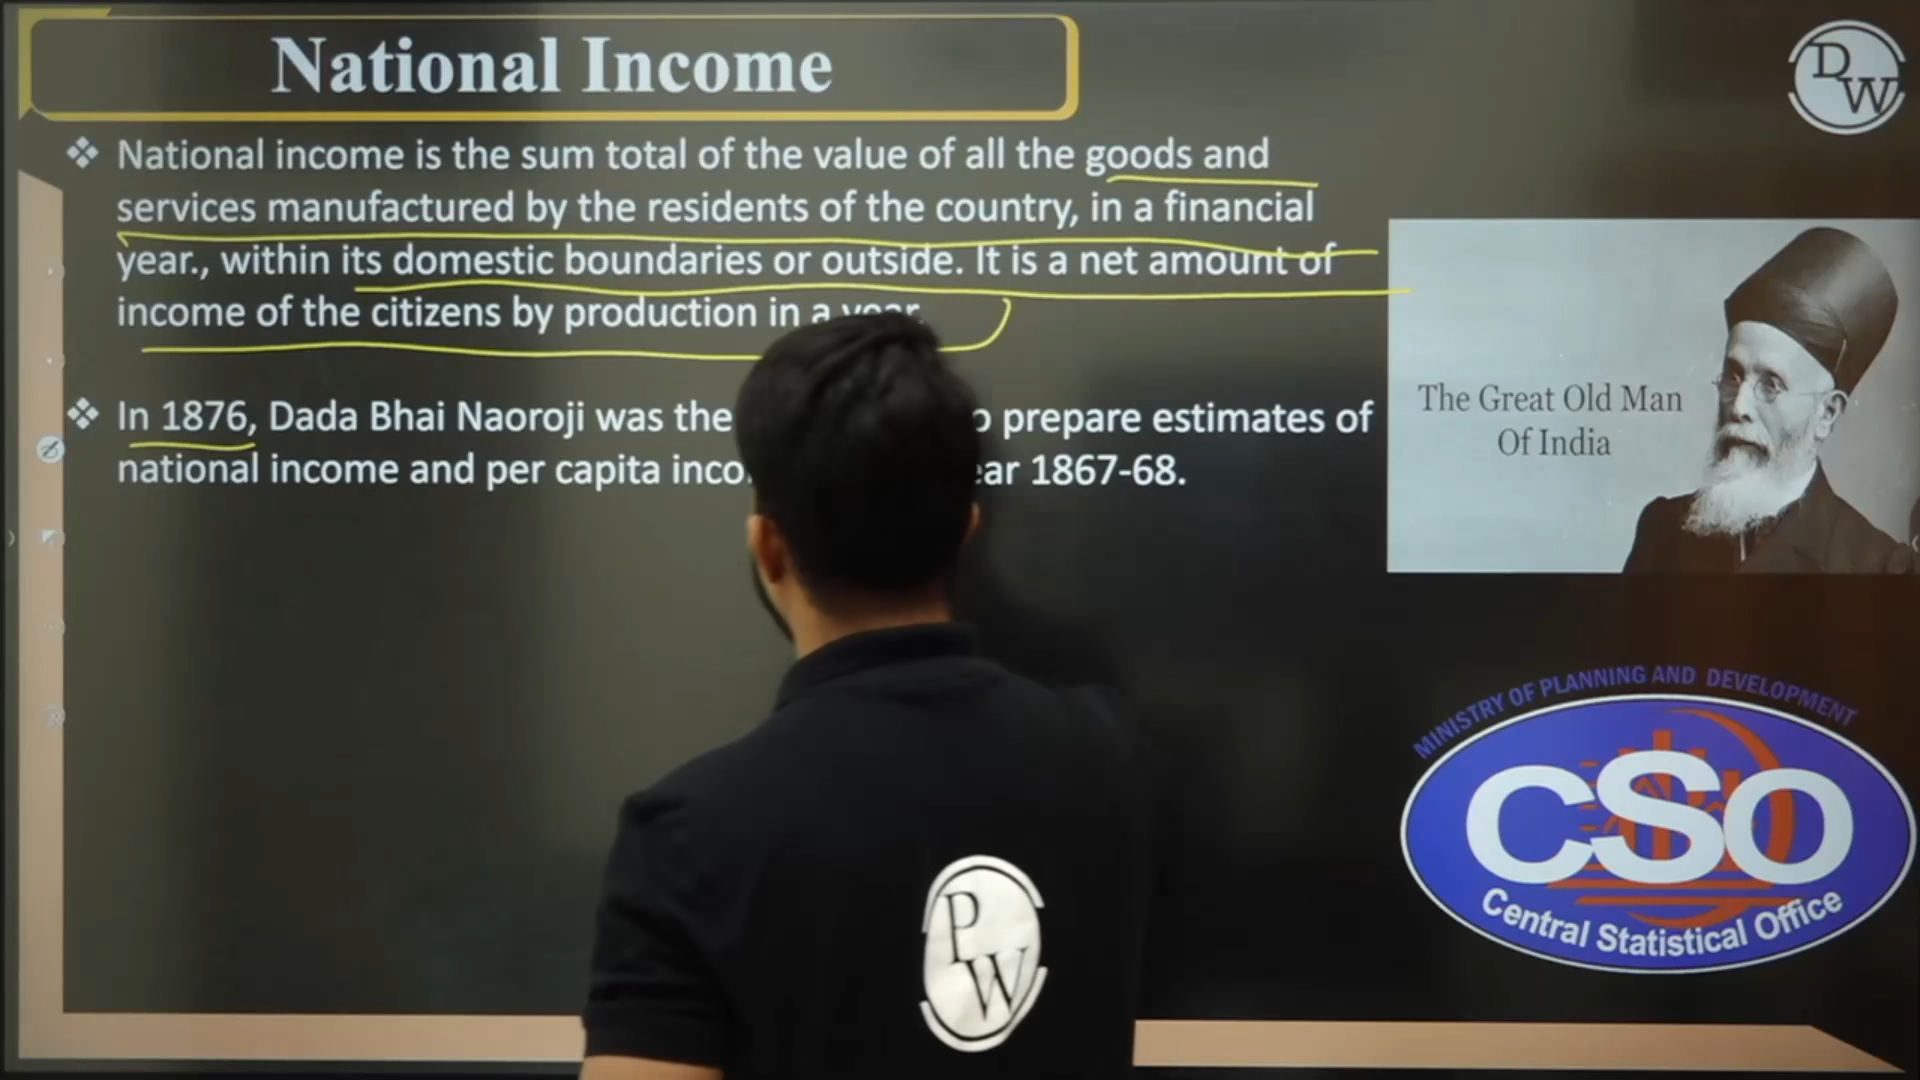 National Income
❖ National income is the sum total of the value of all the goods and
services manufactured by the residents of the country, in a financial
year., within its domestic boundaries or outside. It is a net amount of
income of the citizens by production in a year.
❖ In 1876, Dada Bhai Naoroji was the prepare estimates of
national income and per capita 1867-68.
The Great Old Man
Of India
MINISTRY OF PLANNING AND DEVELOPMENT
CSO
Central Statistical Office
PW